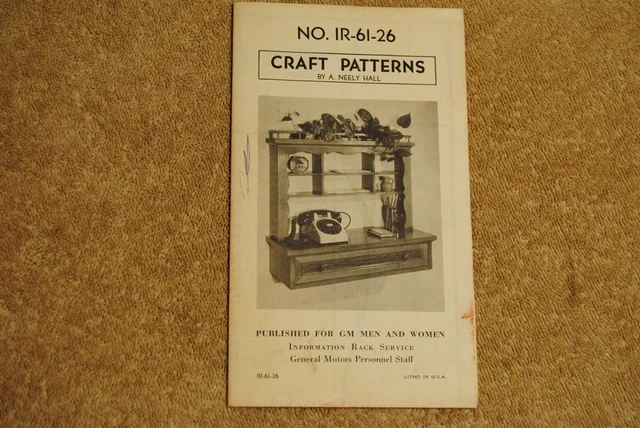 NO. IR-61-26
CRAFT PATTERNS
BY A. NEELY HALL
PUBLISHED FOR GM MEN AND WOMEN
INFORMATION RACK SERVICE
General Motors Personnel Staff
IR-61-26 LITHO IN U.S.A.